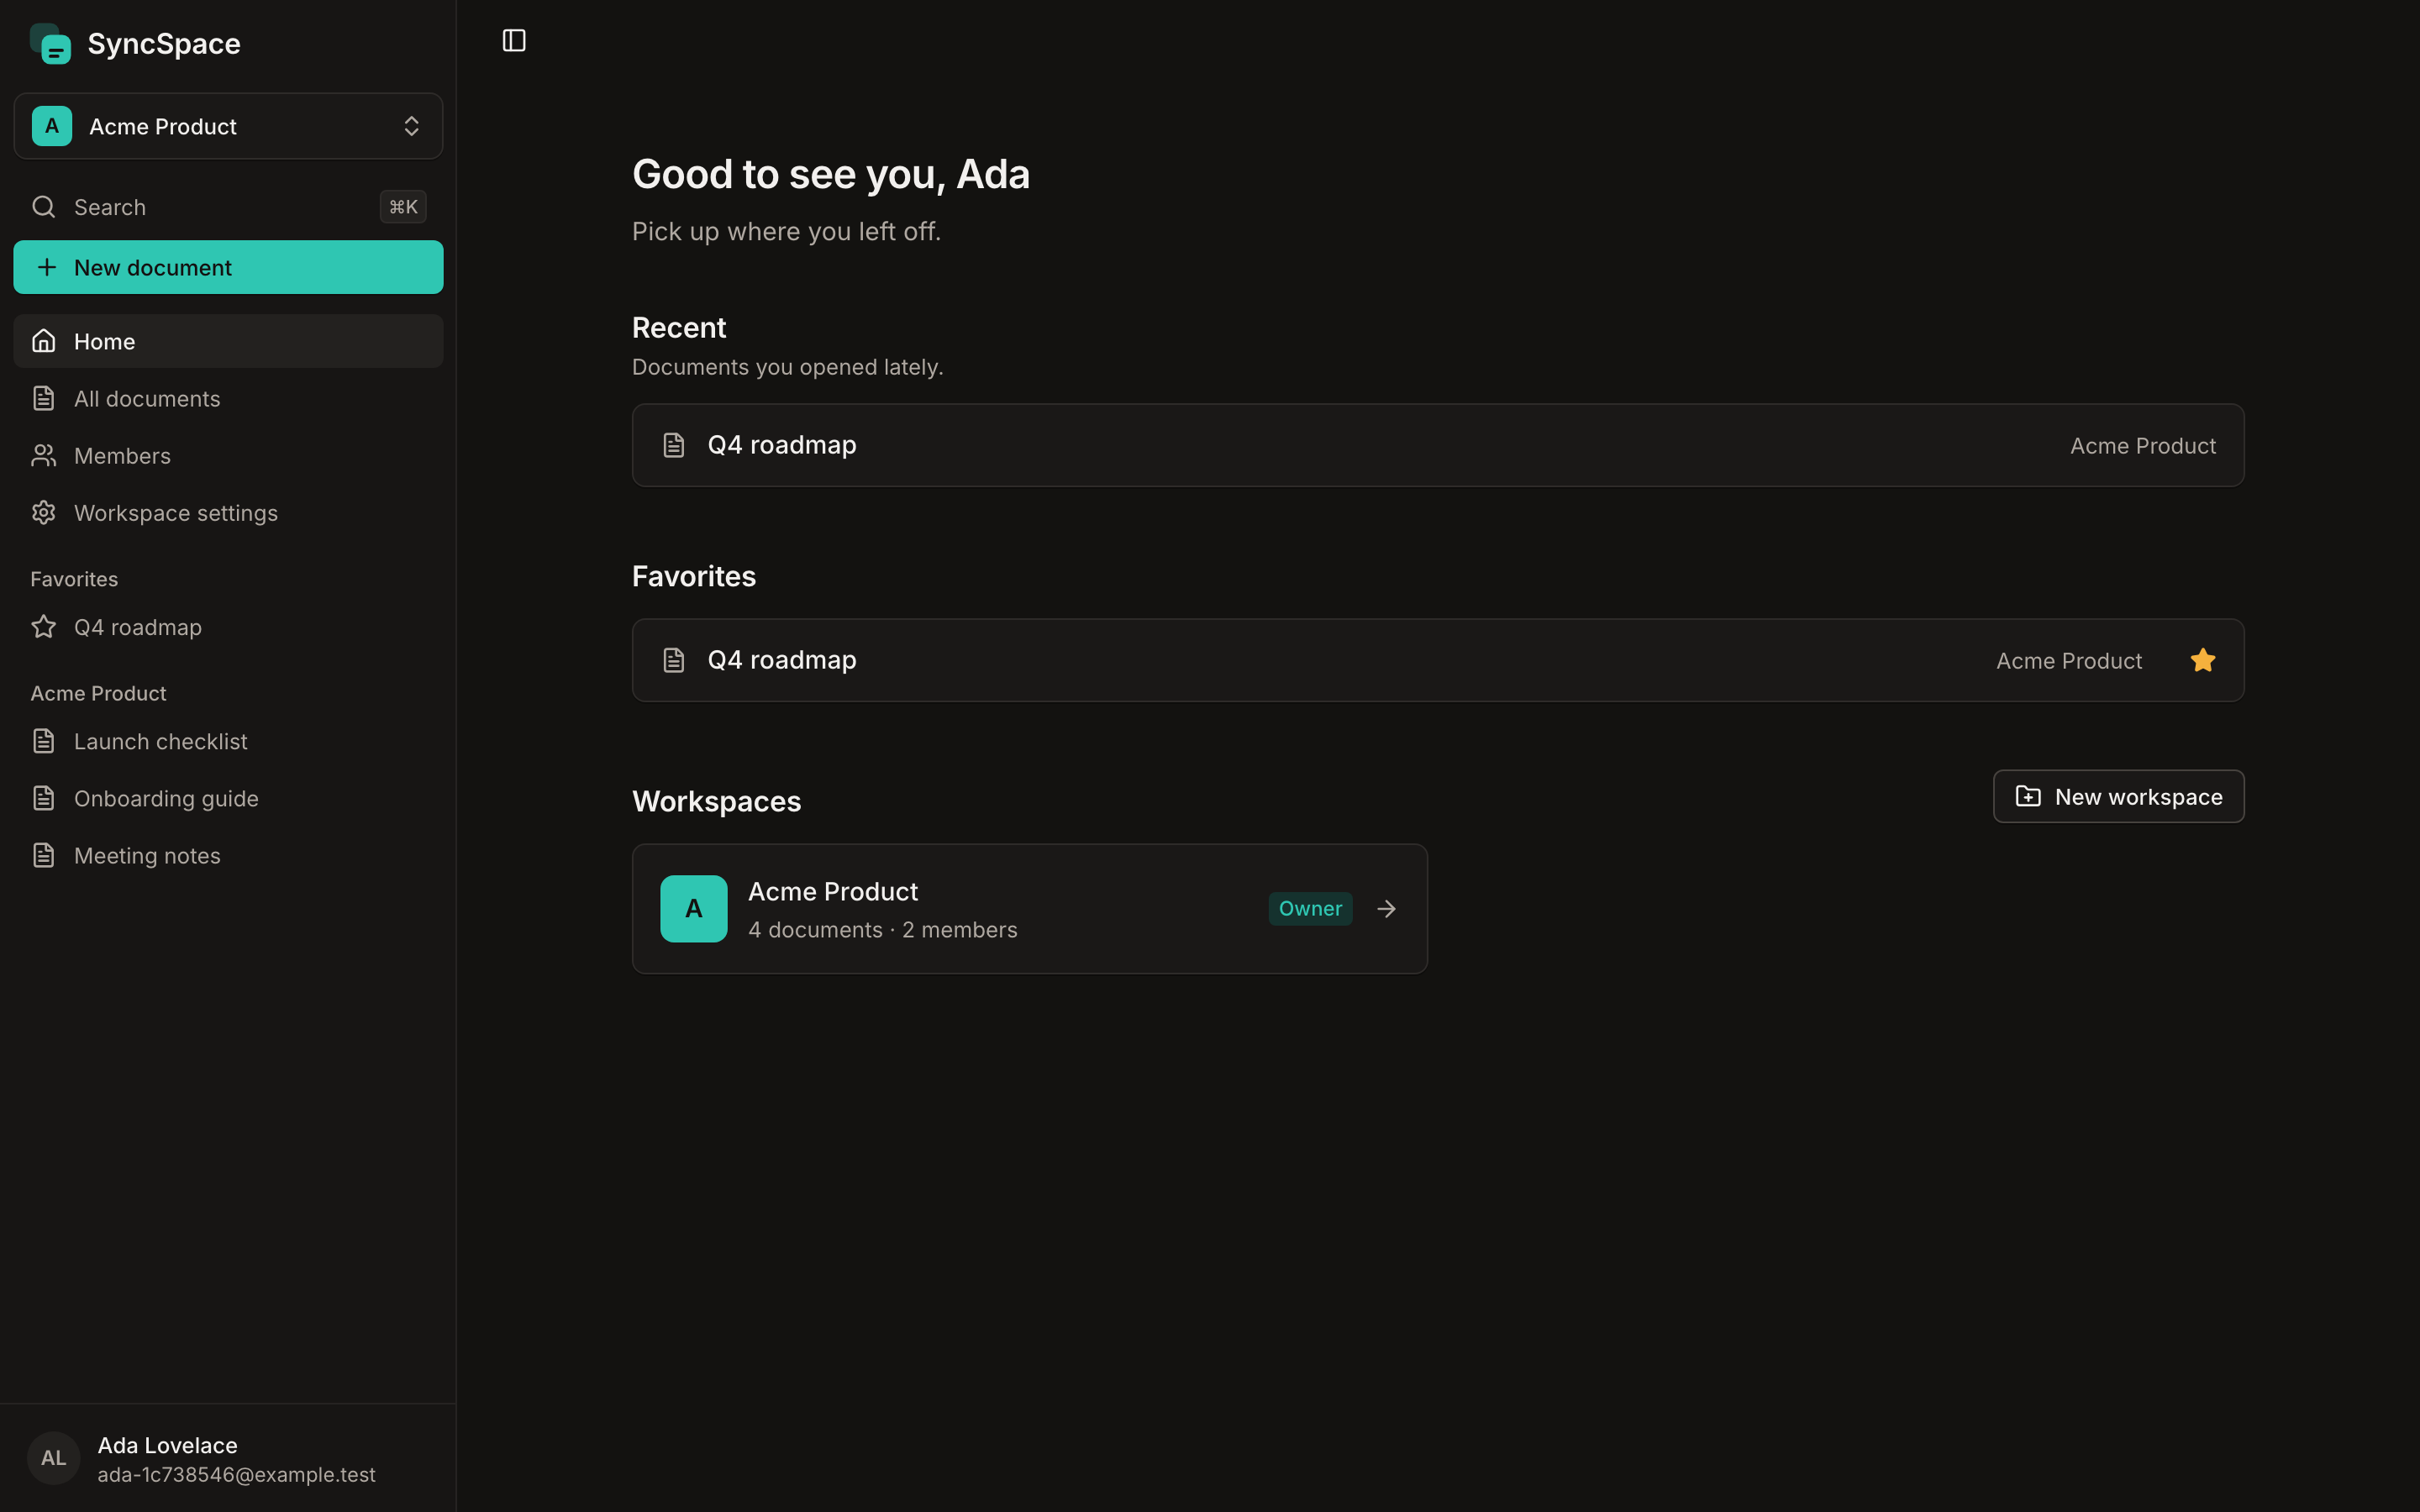 SyncSpace
A
Acme Product
Search
⌘K
New document
Home
All documents
Members
Workspace settings
Favorites
Q4 roadmap
Acme Product
Launch checklist
Onboarding guide
Meeting notes
AL
Ada Lovelace
ada-1c738546@example.test
Good to see you, Ada
Pick up where you left off.
Recent
Documents you opened lately.
Q4 roadmap
Acme Product
Favorites
Q4 roadmap
Acme Product
Workspaces
New workspace
A
Acme Product
4 documents · 2 members
Owner